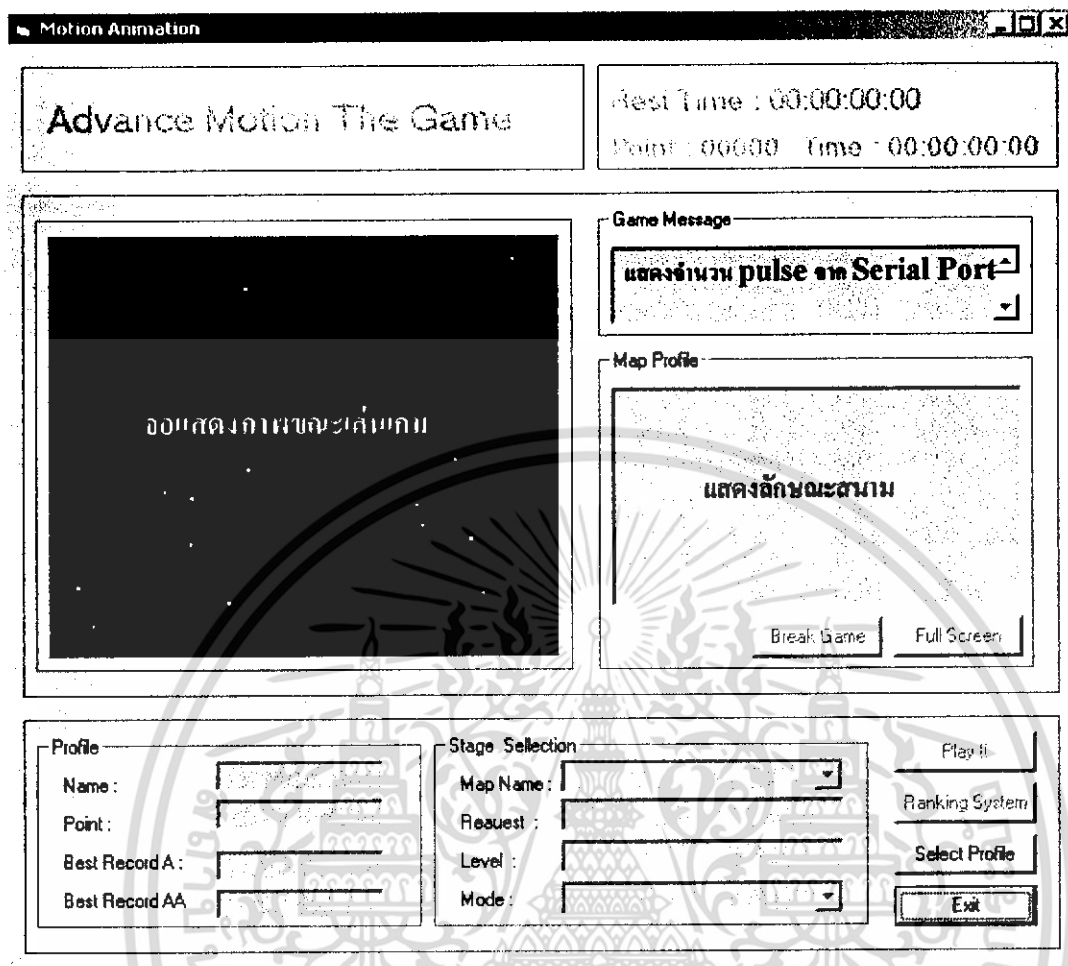 Motion Animation
Advance Motion The Game
Best Time : 00:00:00:00
Point : 00000 Time : 00:00:00:00
Game Message
แสดงจำนวน pulse จาก Serial Port
จอแสดงภาพขณะเล่นเกม
Map Profile
แสดงลักษณะสนาม
Break Game
Full Screen
Profile
Name :
Point :
Best Record A :
Best Record AA
Stage Sellection
Map Name :
Reauest :
Level :
Mode :
Play It
Ranking System
Select Profile
Exit